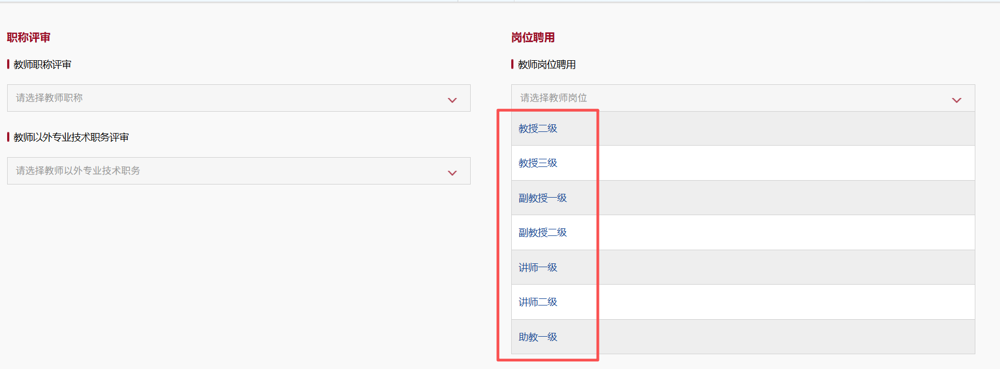 职称评审
教师职称评审
请选择教师职称
教师以外专业技术职务评审
请选择教师以外专业技术职务
岗位聘用
教师岗位聘用
请选择教师岗位
教授二级
教授三级
副教授一级
副教授二级
讲师一级
讲师二级
助教一级